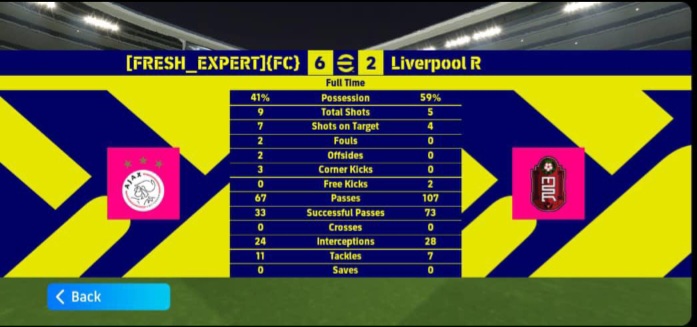 [FRESH_EXPERT](FC} 6 2 Liverpool R
Full Time
41% Possession 59%
9 Total Shots 5
7 Shots on Target 4
2 Fouls 0
2 Offsides 0
3 Corner Kicks 0
0 Free Kicks 2
67 Passes 107
33 Successful Passes 73
0 Crosses 0
24 Interceptions 28
11 Tackles 7
0 Saves 0
AJAX
Back